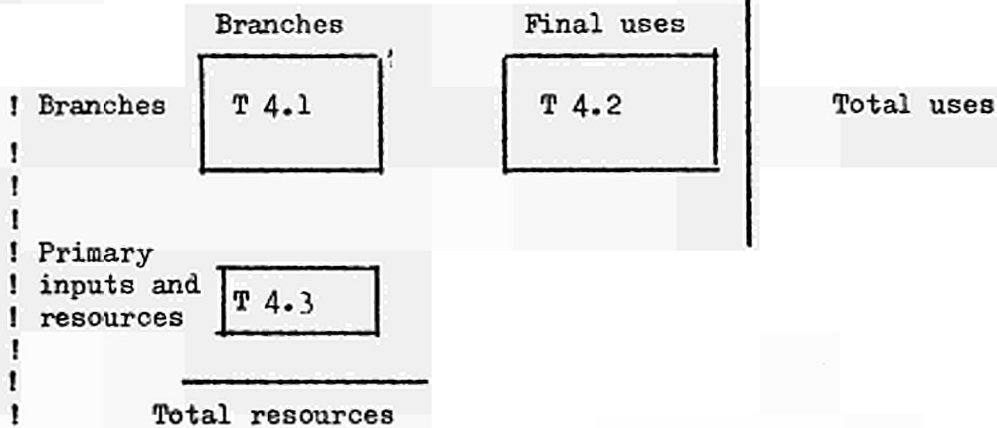 Branches Final uses
! Branches T 4.1 T 4.2 Total uses
!
!
!
! Primary
! inputs and T 4.3
! resources
!
!
! Total resources